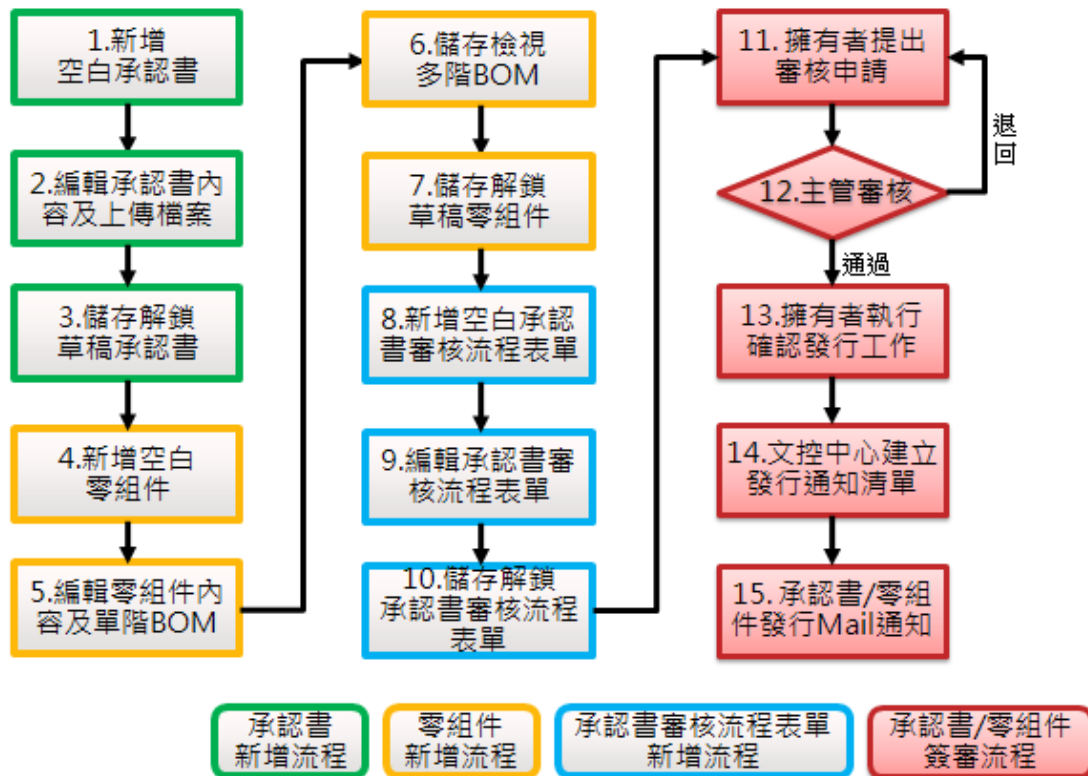 1.新增
空白承認書
2.編輯承認書內
容及上傳檔案
3.儲存解鎖
草稿承認書
4.新增空白
零組件
5.編輯零組件內
容及單階BOM
6.儲存檢視
多階BOM
7.儲存解鎖
草稿零組件
8.新增空白承認
書審核流程表單
9.編輯承認書審
核流程表單
10.儲存解鎖
承認書審核流程
表單
11.擁有者提出
審核申請
退回
12.主管審核
通過
13.擁有者執行
確認發行工作
14.文控中心建立
發行通知清單
15.承認書/零組
件發行Mail通知
承認書
新增流程
零組件
新增流程
承認書審核流程表單
新增流程
承認書/零組件
簽審流程